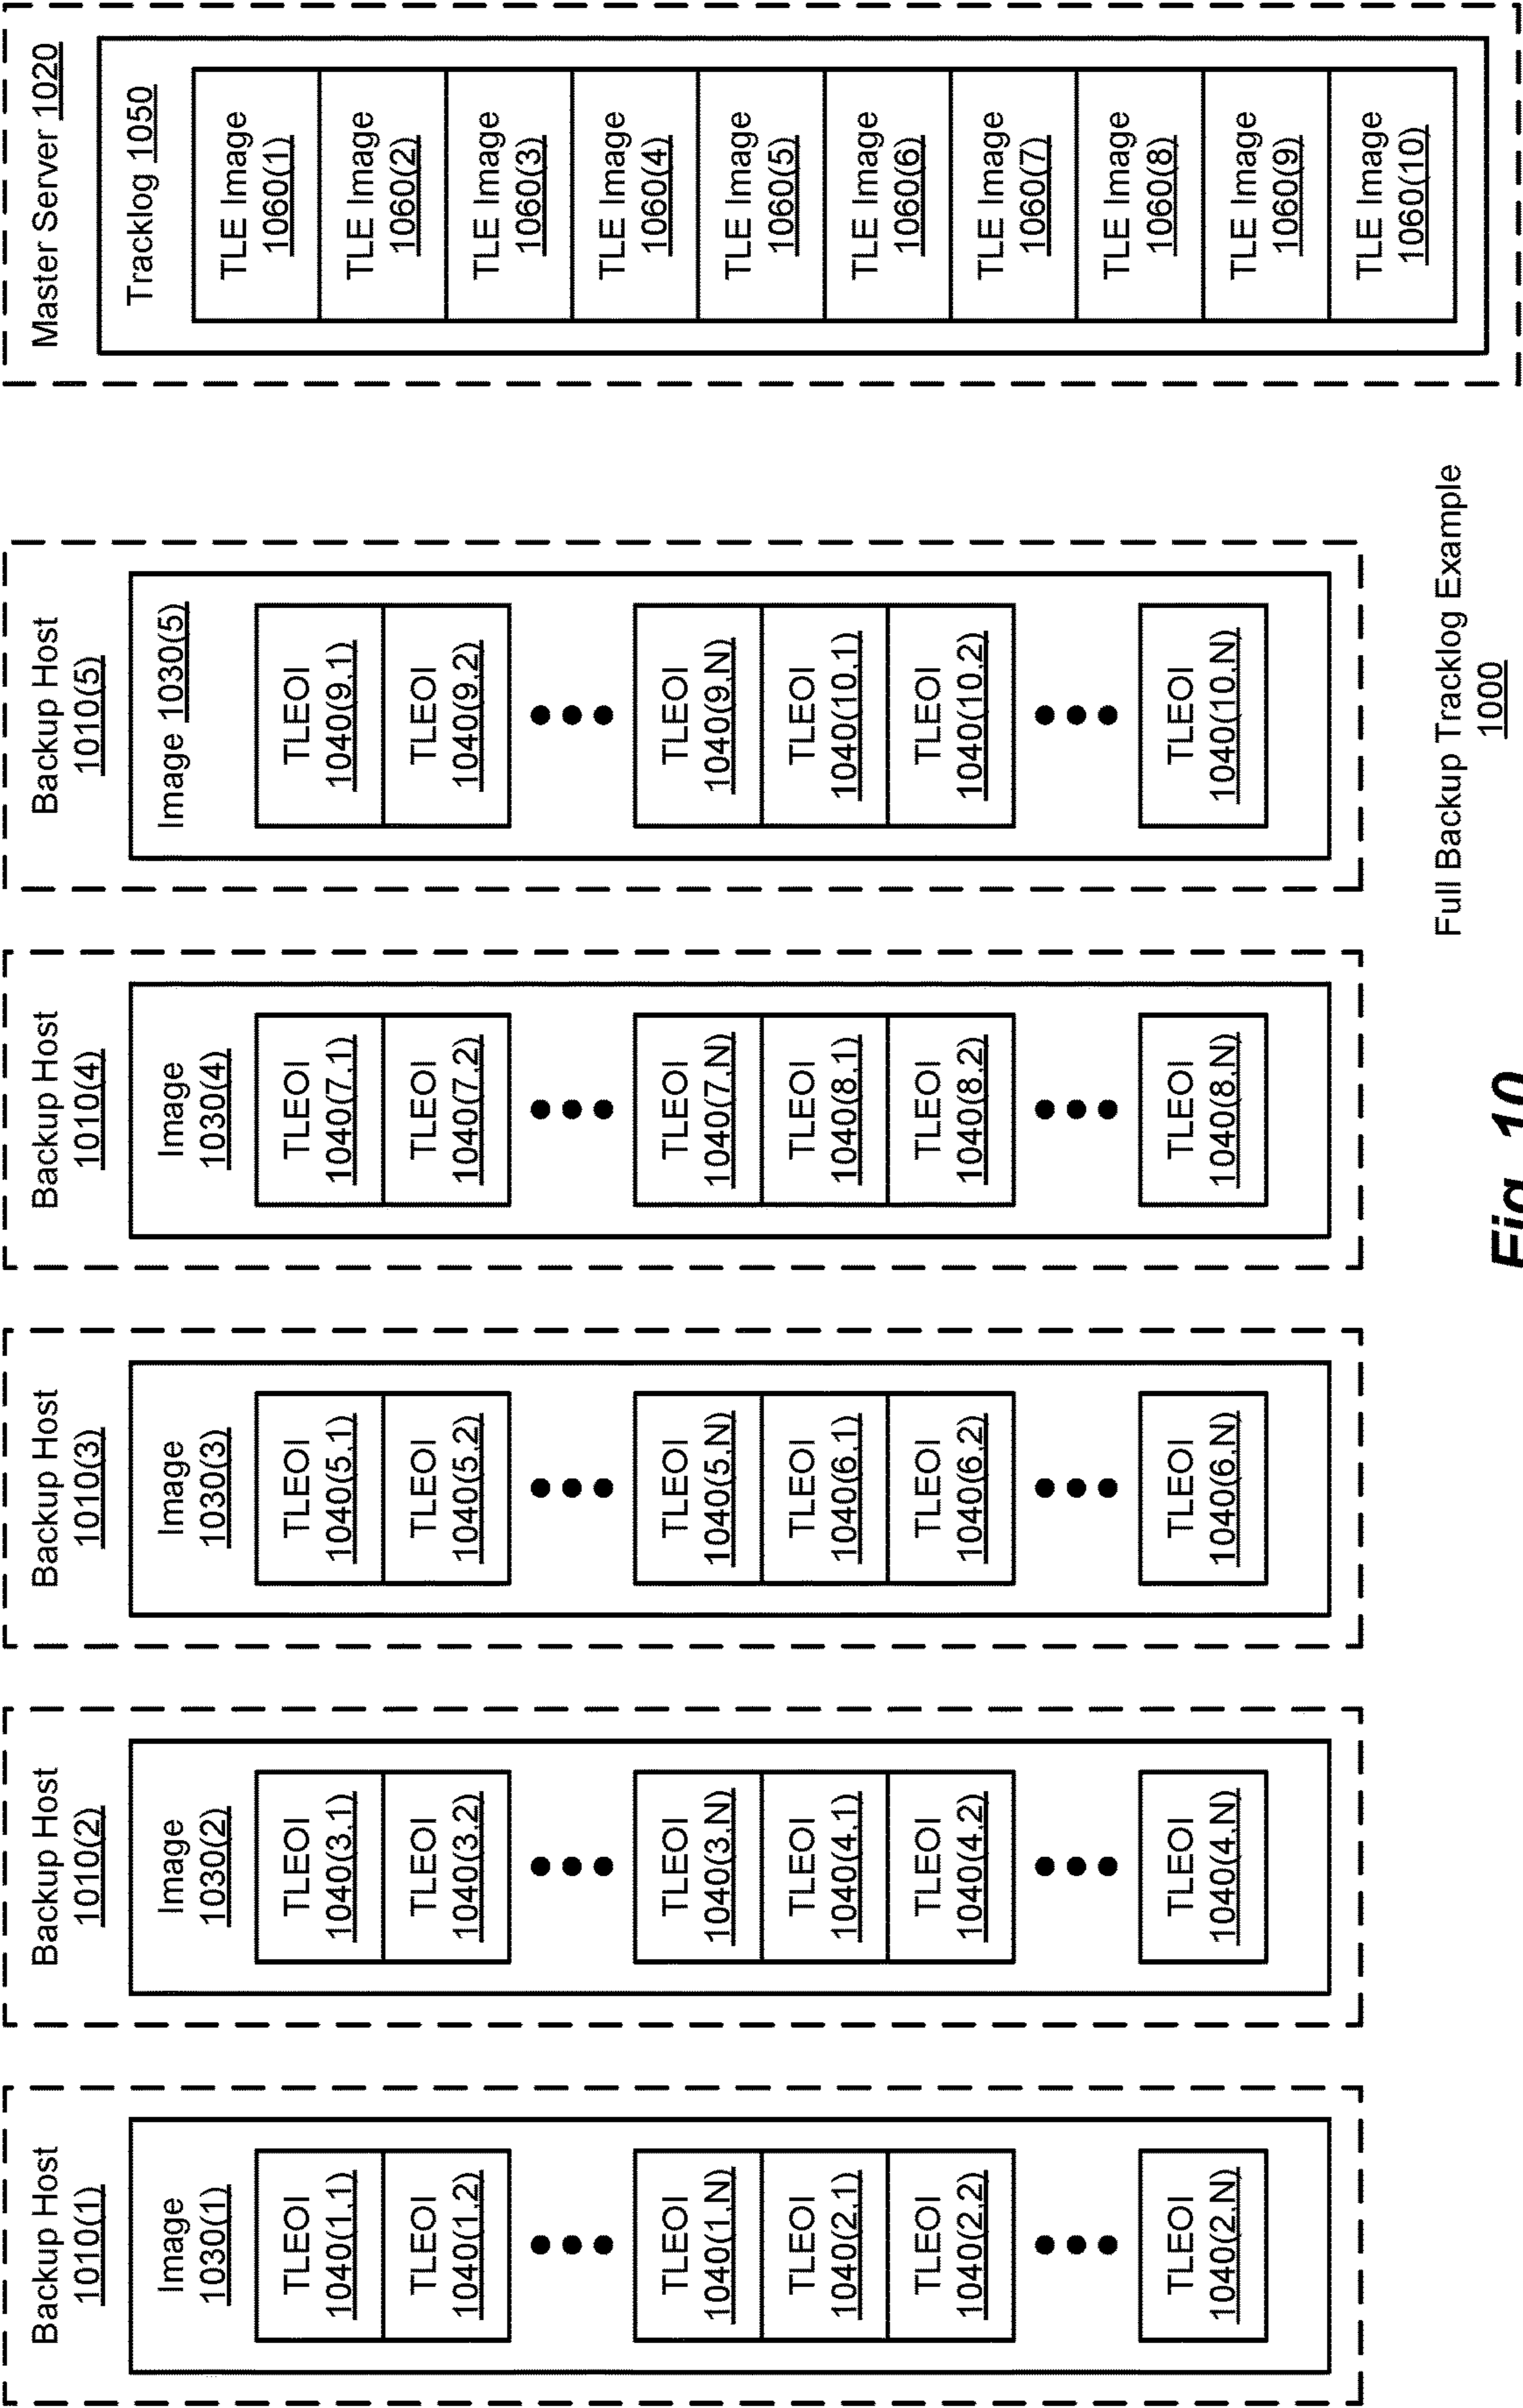 Backup Host
1010(1)
Image
1030(1)
TLEOI
1040(1,1)
TLEOI
1040(1,2)
TLEOI
1040(1,N)
TLEOI
1040(2,1)
TLEOI
1040(2,2)
TLEOI
1040(2,N)
Backup Host
1010(2)
Image
1030(2)
TLEOI
1040(3,1)
TLEOI
1040(3,2)
TLEOI
1040(3,N)
TLEOI
1040(4,1)
TLEOI
1040(4,2)
TLEOI
1040(4,N)
Backup Host
1010(3)
Image
1030(3)
TLEOI
1040(5,1)
TLEOI
1040(5,2)
TLEOI
1040(5,N)
TLEOI
1040(6,1)
TLEOI
1040(6,2)
TLEOI
1040(6,N)
Backup Host
1010(4)
Image
1030(4)
TLEOI
1040(7,1)
TLEOI
1040(7,2)
TLEOI
1040(7,N)
TLEOI
1040(8,1)
TLEOI
1040(8,2)
TLEOI
1040(8,N)
Backup Host
1010(5)
Image 1030(5)
TLEOI
1040(9,1)
TLEOI
1040(9,2)
TLEOI
1040(9,N)
TLEOI
1040(10,1)
TLEOI
1040(10,2)
TLEOI
1040(10,N)
Master Server 1020
Tracklog 1050
TLE Image
1060(1)
TLE Image
1060(2)
TLE Image
1060(3)
TLE Image
1060(4)
TLE Image
1060(5)
TLE Image
1060(6)
TLE Image
1060(7)
TLE Image
1060(8)
TLE Image
1060(9)
TLE Image
1060(10)
Full Backup Tracklog Example
1000
Fig. 10